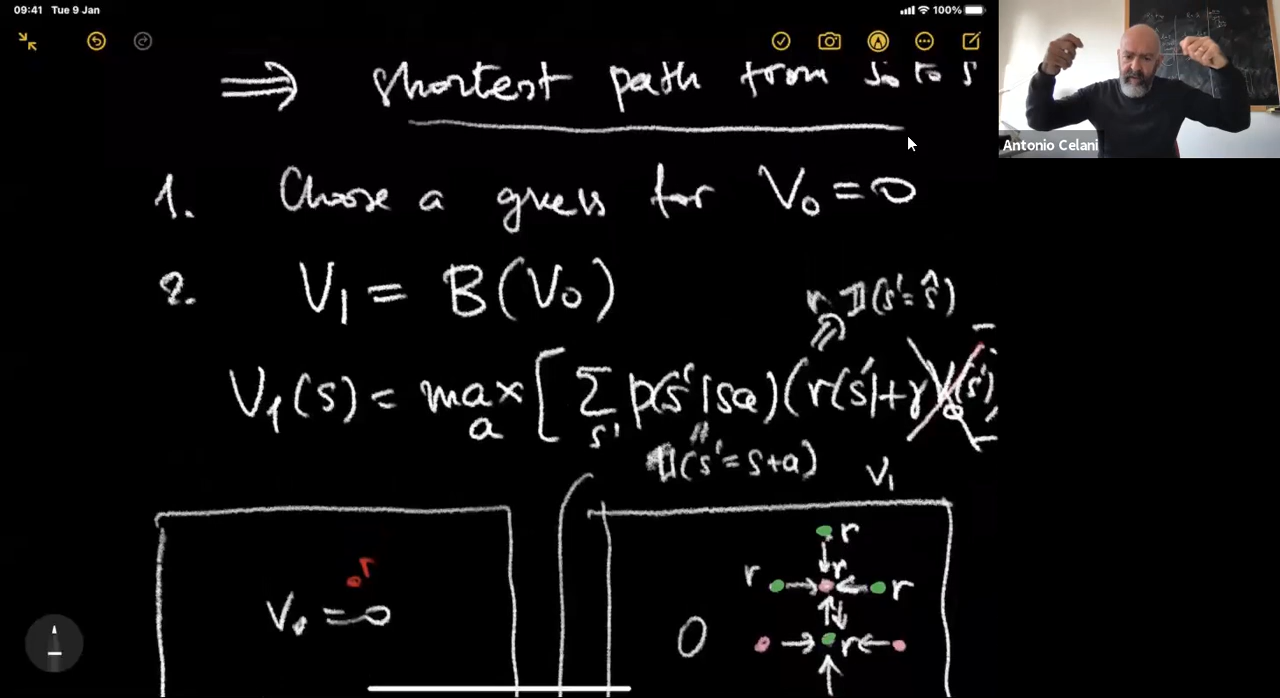 09:41 Tue 9 Jan
100%
Antonio Celani
⟹ shortest path from s₀ to s
1. Choose a guess for V₀ = 0
2. V₁ = B(V₀)
r 𝟙(s' = ŝ)
V₁(s) = max_a [ Σ_s' p(s'|sa) (r(s') + γ V₀(s')
𝟙(s' = s+a)
V₁
r
V₀ = 0
r
r
r
r
0
r